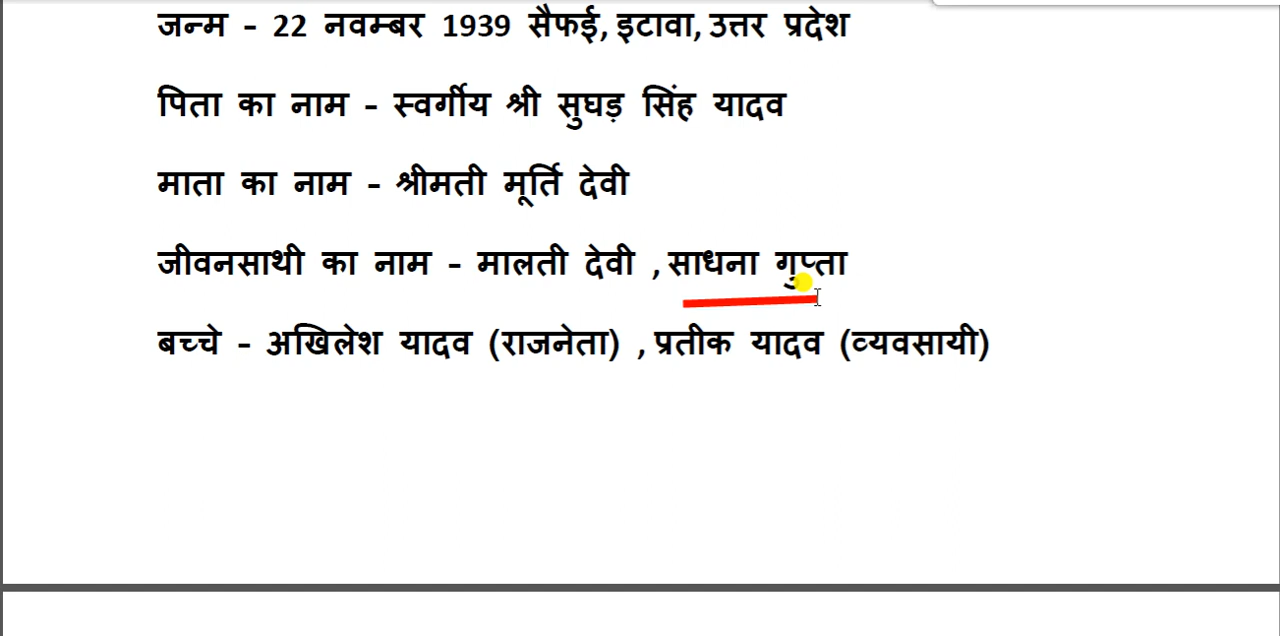 जन्म - 22 नवम्बर 1939 सैफई, इटावा, उत्तर प्रदेश
पिता का नाम - स्वर्गीय श्री सुघड़ सिंह यादव
माता का नाम - श्रीमती मूर्ति देवी
जीवनसाथी का नाम - मालती देवी , साधना गुप्ता
बच्चे - अखिलेश यादव (राजनेता) , प्रतीक यादव (व्यवसायी)